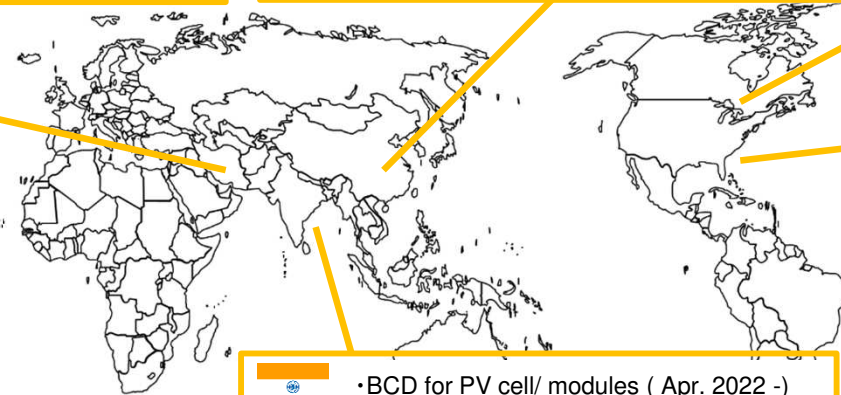 ・BCD for PV cell/ modules ( Apr. 2022 -)